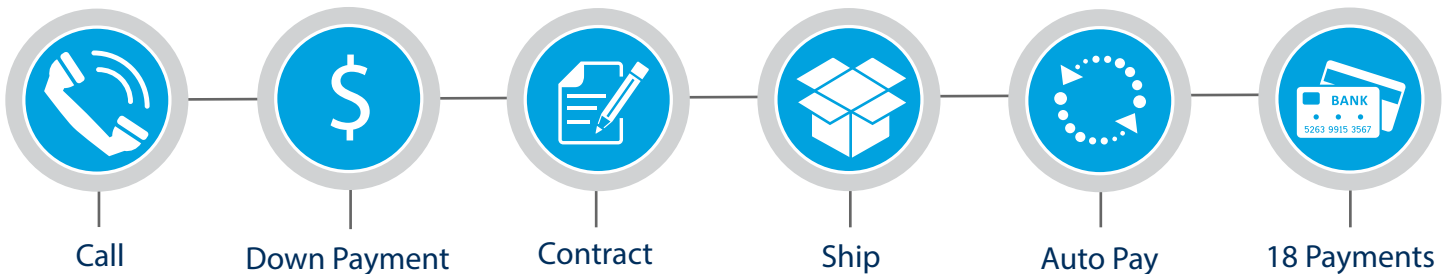 $
BANK
5263 9915 3567
Call
Down Payment
Contract
Ship
Auto Pay
18 Payments